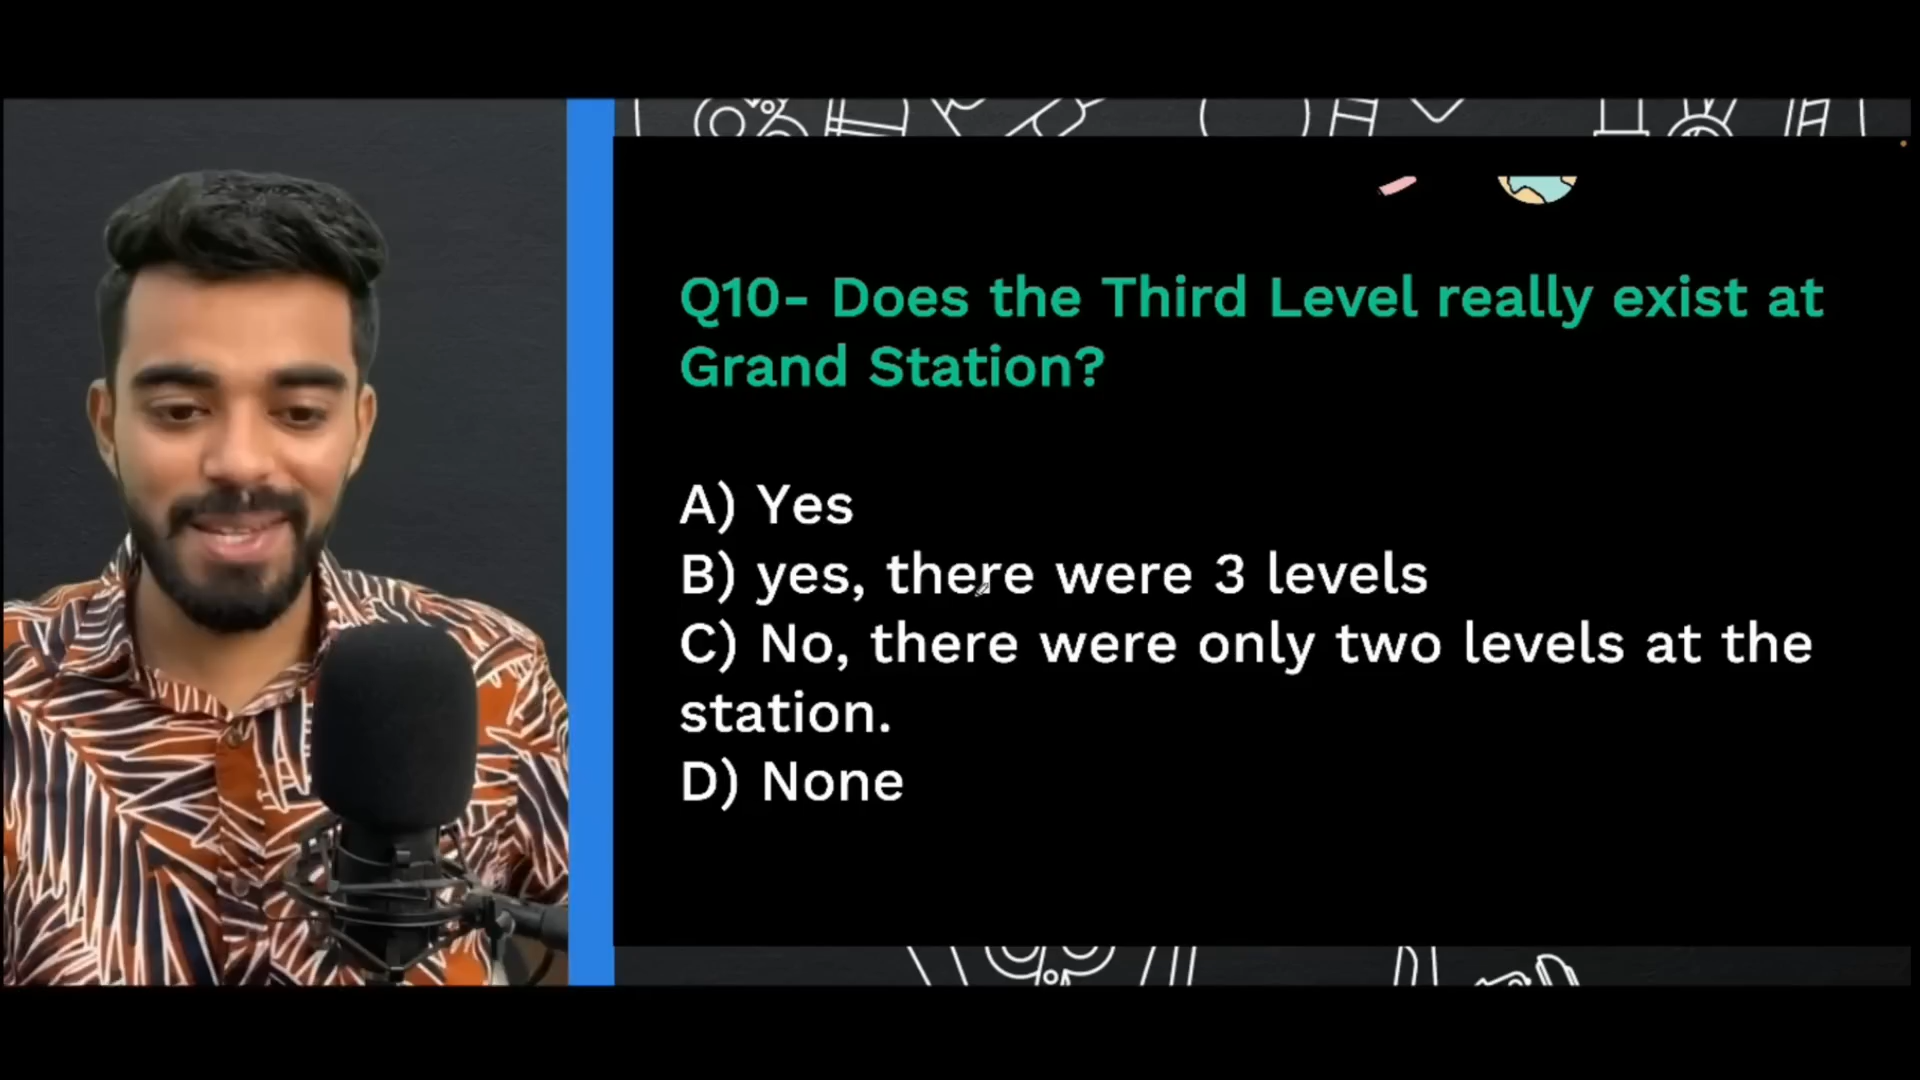 Q10- Does the Third Level really exist at
Grand Station?
A) Yes
B) yes, there were 3 levels
C) No, there were only two levels at the
station.
D) None